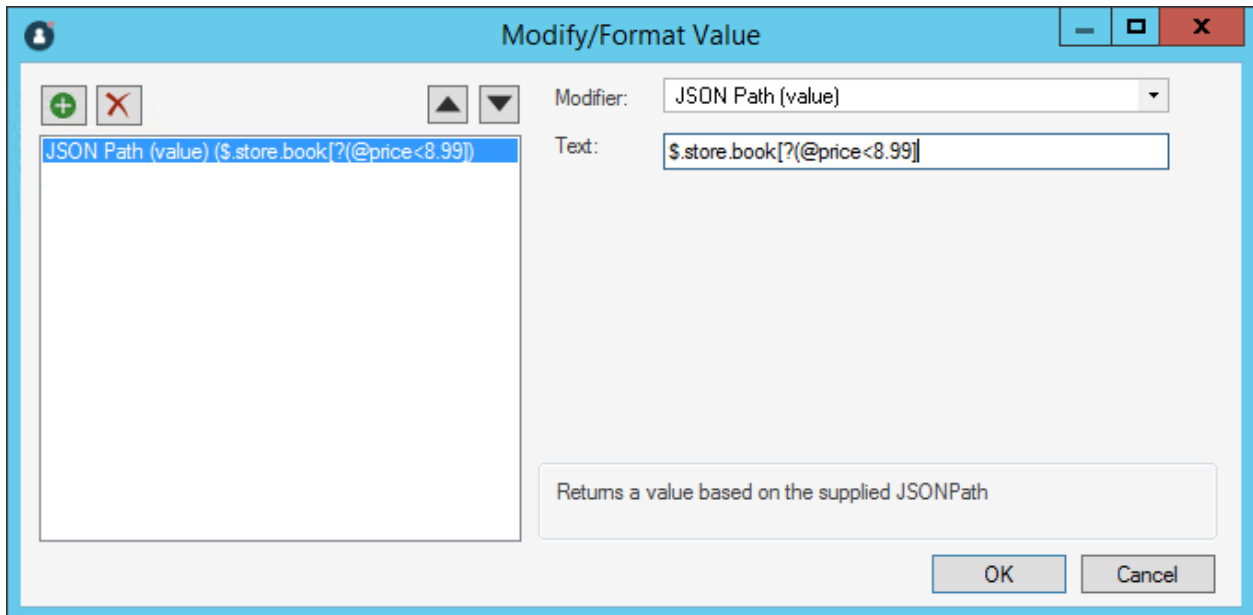 Modify/Format Value
Modifier:
JSON Path (value)
JSON Path (value) ($.store.book[?(@price<8.99])
Text:
$.store.book[?(@price<8.99]
Returns a value based on the supplied JSONPath
OK
Cancel